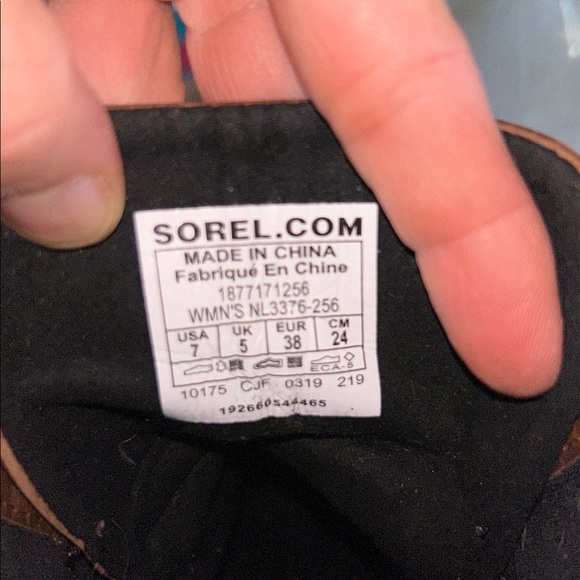 SOREL.COM
MADE IN CHINA
Fabriqué En Chine
1877171256
WMN'S NL3376-256
USA UK EUR CM
7 5 38 24
ECA-5
10175 CJF 0319 219
192660544465